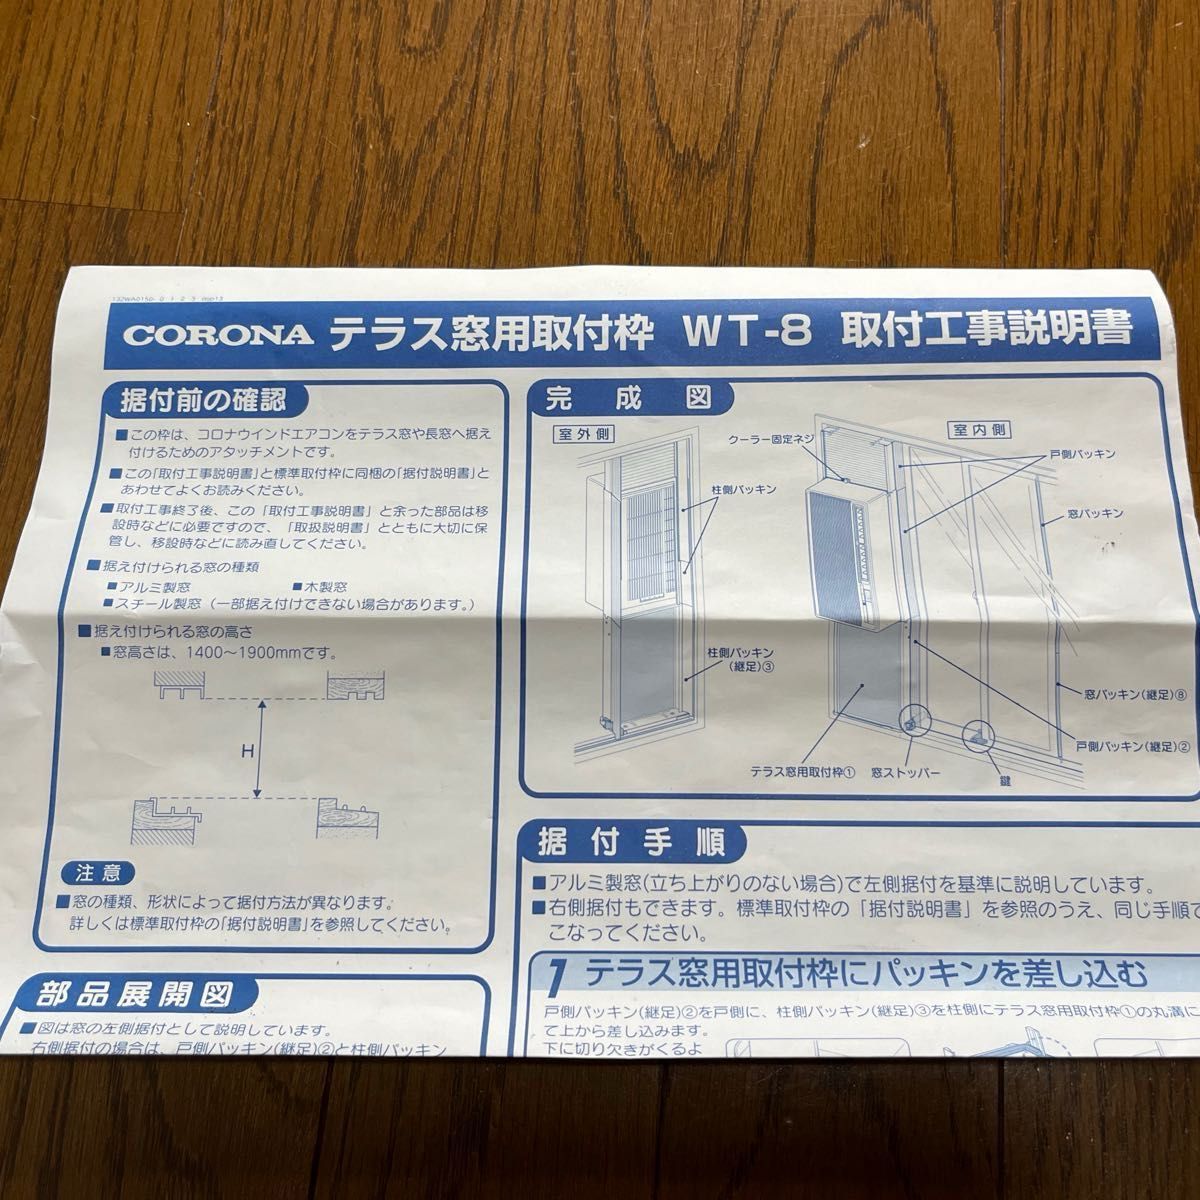 CORONA テラス窓用取付枠 WT-8 取付工事説明書
据付前の確認
■この枠は、コロナウインドエアコンをテラス窓や長窓へ据え
付けるためのアタッチメントです。
■この「取付工事説明書」と標準取付枠に同梱の「据付説明書」と
あわせてよくお読みください。
■取付工事終了後、この「取付工事説明書」と余った部品は移
設時などに必要ですので、「取扱説明書」とともに大切に保
管し、移設時などに読み直してください。
■据え付けられる窓の種類
■アルミ製窓 ■木製窓
■スチール製窓（一部据え付けできない場合があります。）
■据え付けられる窓の高さ
■窓高さは、1400〜1900mmです。
H
注意
■窓の種類、形状によって据付方法が異なります。
詳しくは標準取付枠の「据付説明書」を参照してください。
部品展開図
■図は窓の左側据付として説明しています。
右側据付の場合は、戸側パッキン(継足)②と柱側パッキン
完成図
室外側
室内側
クーラー固定ネジ
戸側パッキン
柱側パッキン
窓パッキン
柱側パッキン
(継足)③
窓パッキン(継足)⑧
戸側パッキン(継足)②
テラス窓用取付枠①
窓ストッパー
鍵
据付手順
■アルミ製窓(立ち上がりのない場合)で左側据付を基準に説明しています。
■右側据付もできます。標準取付枠の「据付説明書」を参照のうえ、同じ手順で
こなってください。
1 テラス窓用取付枠にパッキンを差し込む
戸側パッキン(継足)②を戸側に、柱側パッキン(継足)③を柱側にテラス窓用取付枠①の丸溝に
て上から差し込みます。
下に切り欠きがくるよ